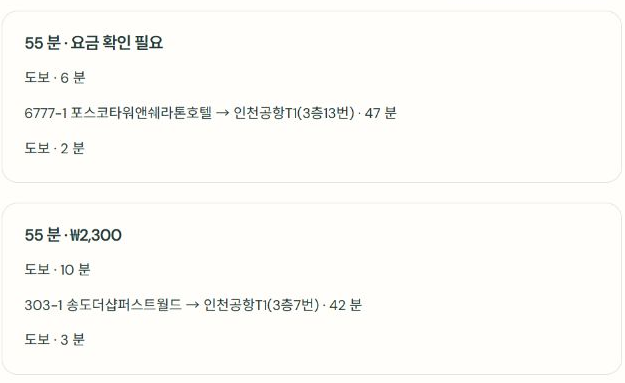 55 분 · 요금 확인 필요
도보 · 6 분
6777-1 포스코타워앤쉐라톤호텔 → 인천공항T1(3층13번) · 47 분
도보 · 2 분
55 분 · ₩2,300
도보 · 10 분
303-1 송도더샵퍼스트월드 → 인천공항T1(3층7번) · 42 분
도보 · 3 분